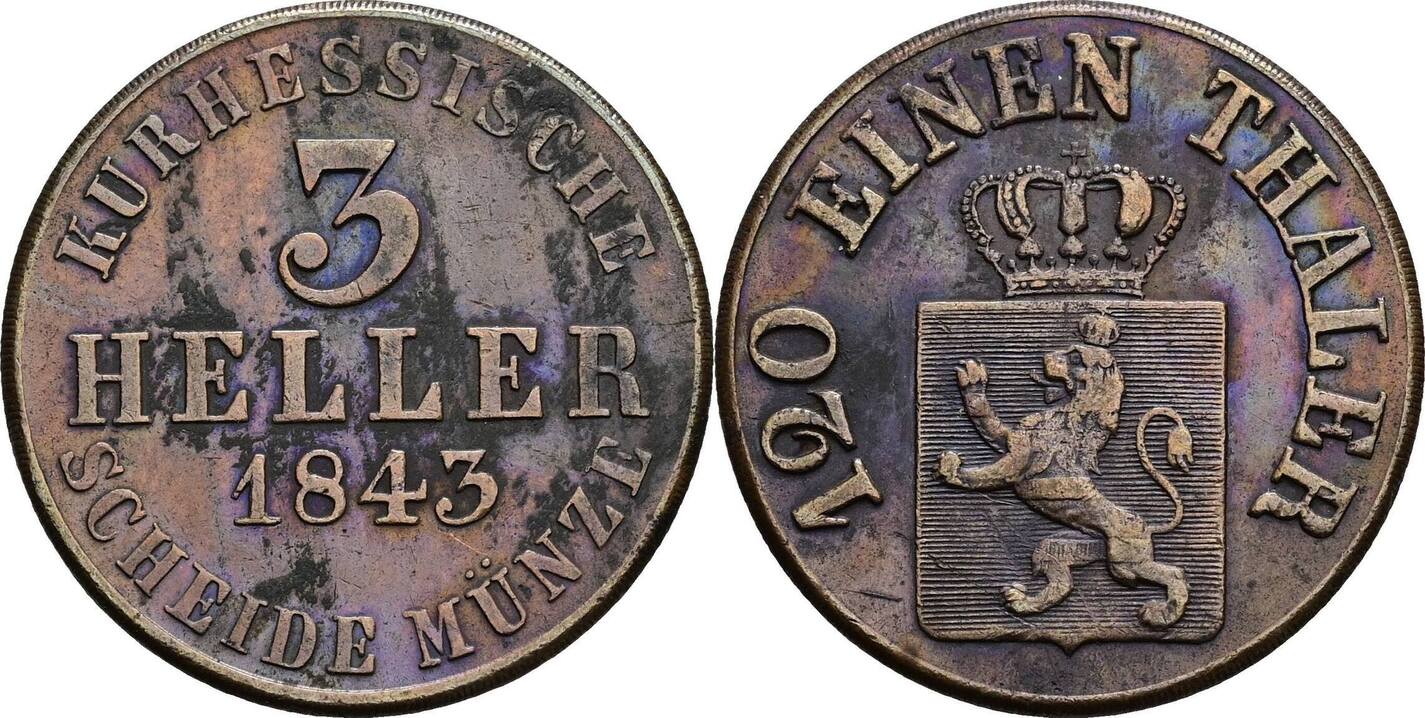 KURHESSISCHE
3
HELLER
1843
SCHEIDE MÜNZE
120 EINEN THALER